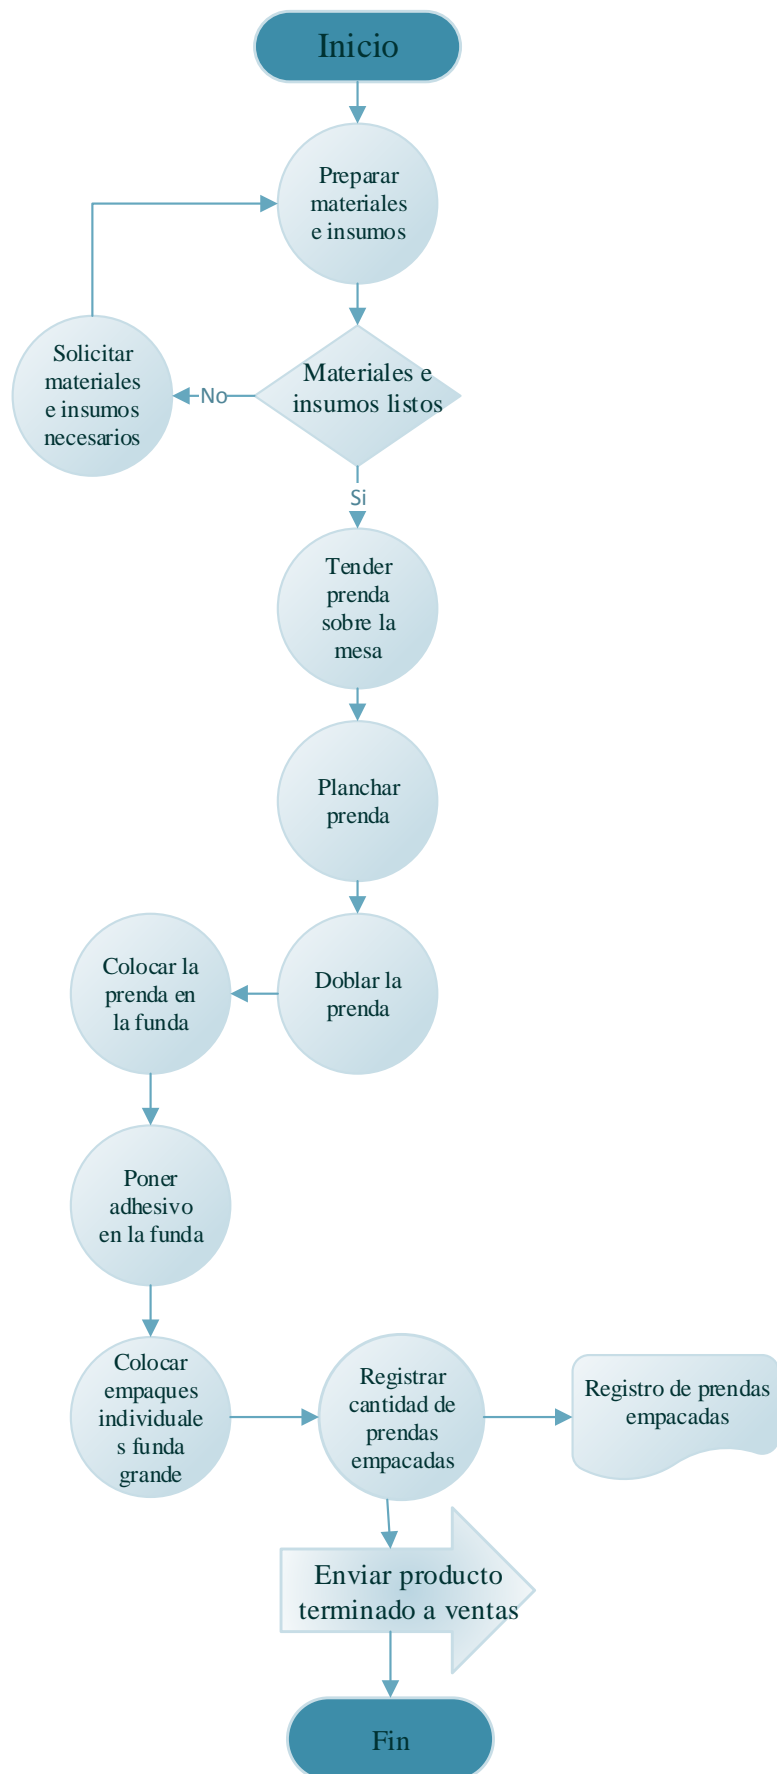 Inicio
Preparar
materiales
e insumos
Solicitar
materiales
e insumos
necesarios
No
Materiales e
insumos listos
Si
Tender
prenda
sobre la
mesa
Planchar
prenda
Doblar la
prenda
Colocar la
prenda en
la funda
Poner
adhesivo
en la funda
Colocar
empaques
individuale
s funda
grande
Registrar
cantidad de
prendas
empacadas
Registro de prendas
empacadas
Enviar producto
terminado a ventas
Fin